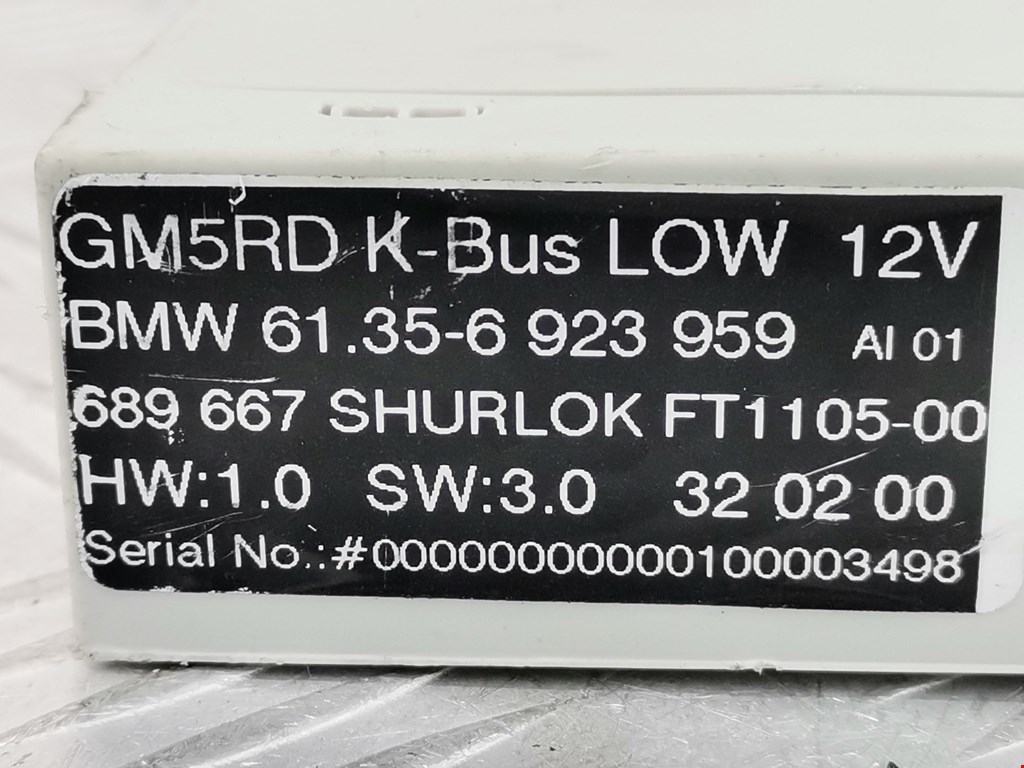 GM5RD K-Bus LOW 12V
BMW 61.35-6 923 959 AI 01
689 667 SHURLOK FT1105-00
HW:1.0 SW:3.0 32 02 00
Serial No.:#000000000000100003498